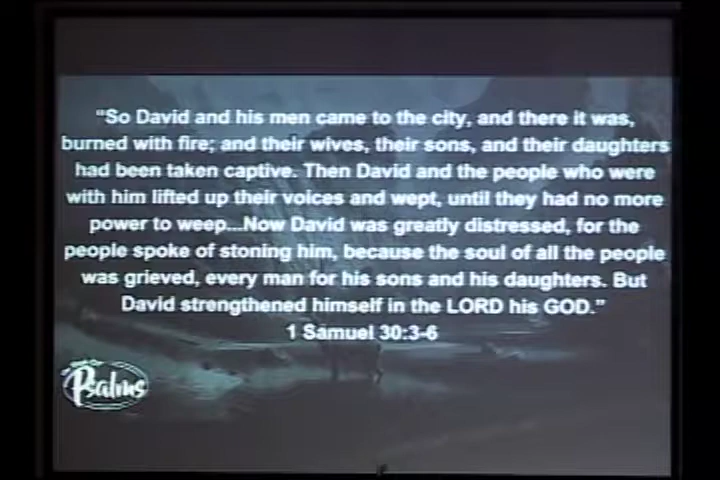 "So David and his men came to the city, and there it was,
burned with fire; and their wives, their sons, and their daughters
had been taken captive. Then David and the people who were
with him lifted up their voices and wept, until they had no more
power to weep...Now David was greatly distressed, for the
people spoke of stoning him, because the soul of all the people
was grieved, every man for his sons and his daughters. But
David strengthened himself in the LORD his GOD."
1 Samuel 30:3-6
Psalms